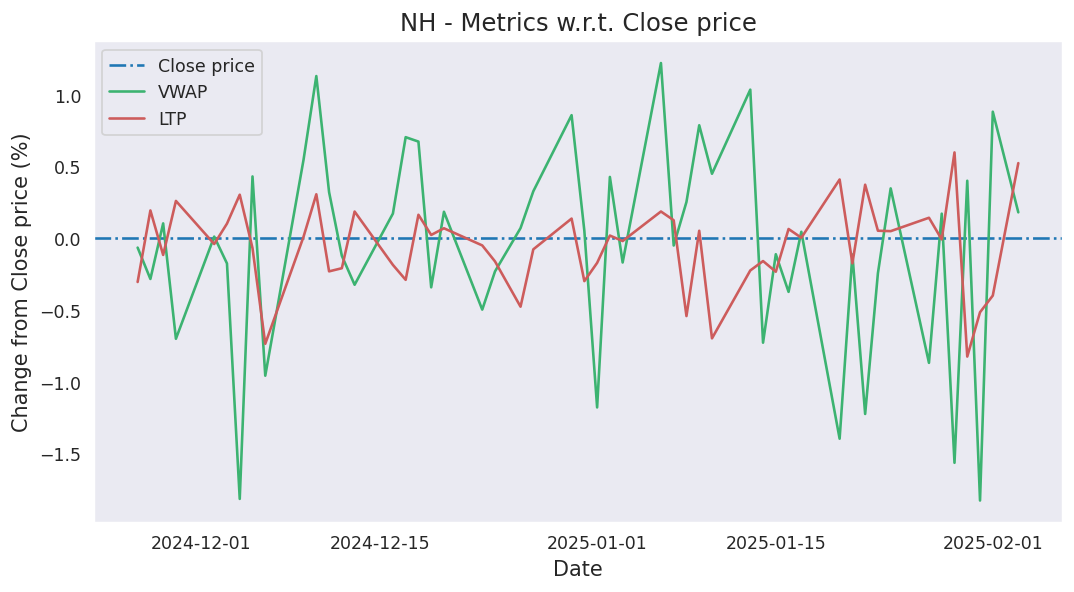 NH - Metrics w.r.t. Close price
Close price
VWAP
LTP
Change from Close price (%)
1.0
0.5
0.0
−0.5
−1.0
−1.5
2024-12-01
2024-12-15
2025-01-01
2025-01-15
2025-02-01
Date